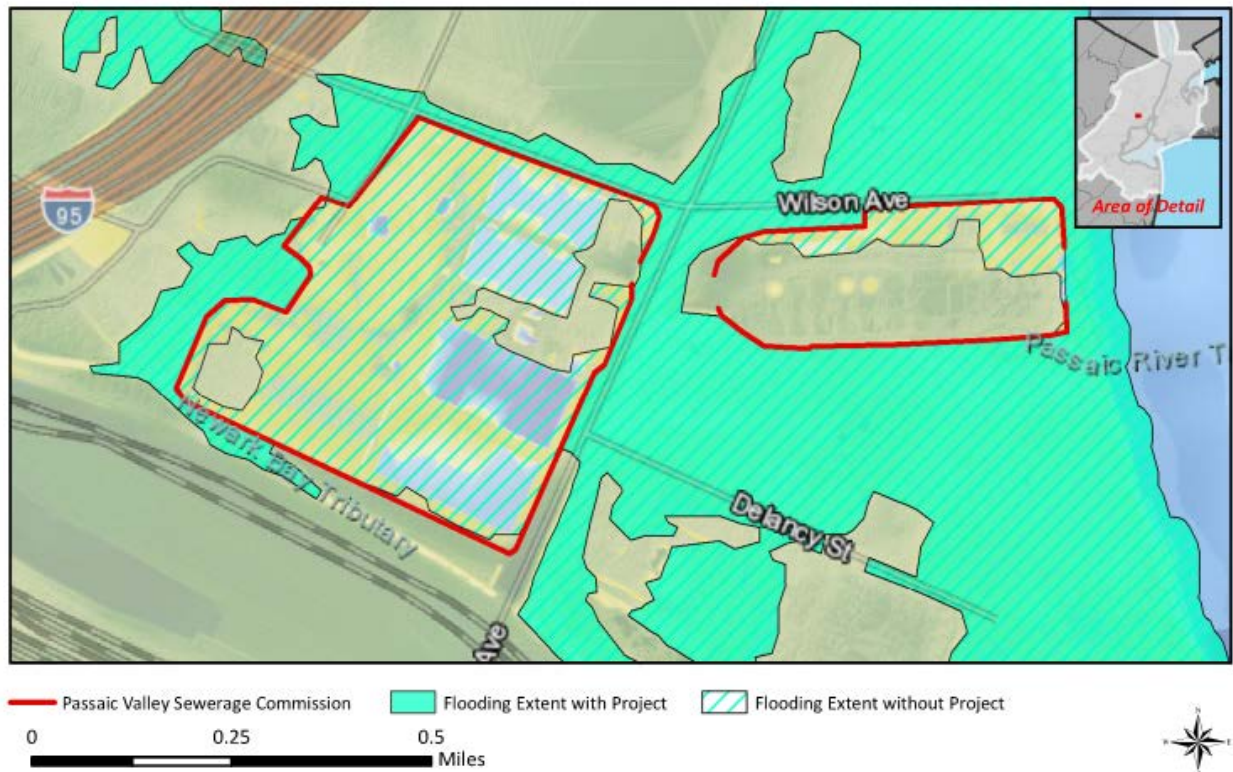 Area of Detail
95
Wilson Ave
Passaic River T
Newark Bay Tributary
Delancy St
Ave
Passaic Valley Sewerage Commission
Flooding Extent with Project
Flooding Extent without Project
0 0.25 0.5
Miles
N